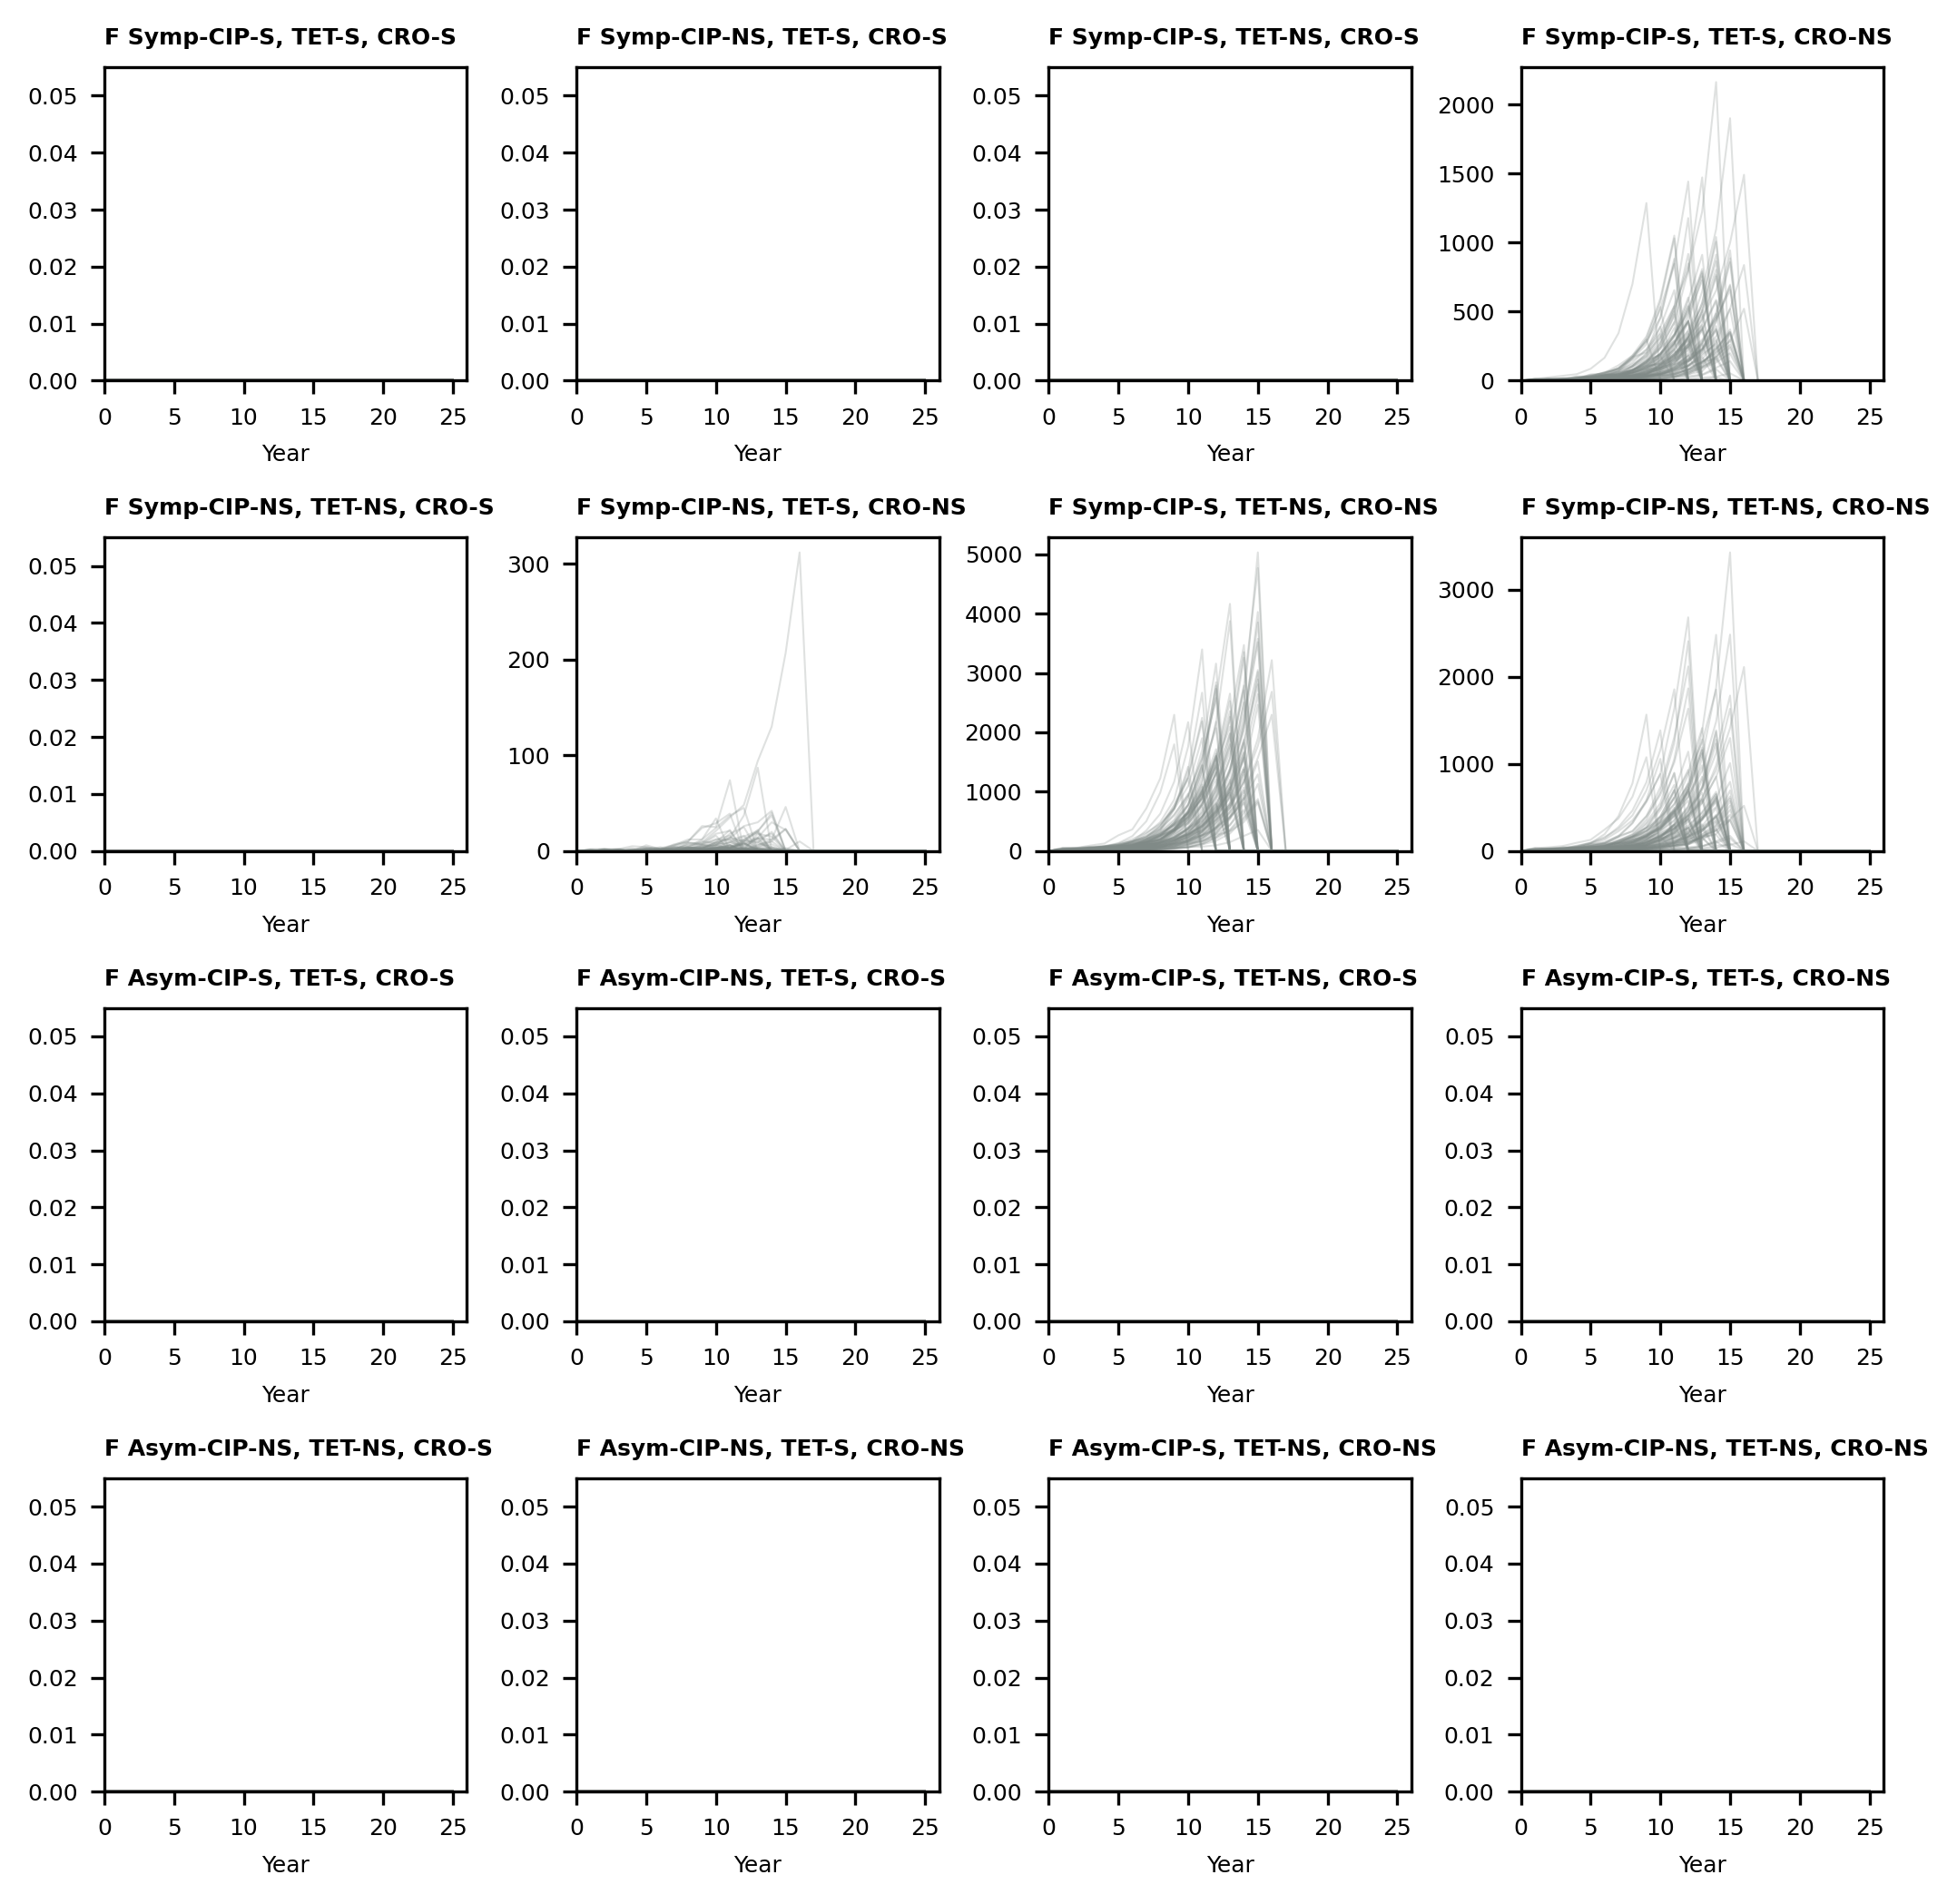 F Symp-CIP-S, TET-S, CRO-S
0.05
0.04
0.03
0.02
0.01
0.00
0 5 10 15 20 25
Year
F Symp-CIP-NS, TET-S, CRO-S
0.05
0.04
0.03
0.02
0.01
0.00
0 5 10 15 20 25
Year
F Symp-CIP-S, TET-NS, CRO-S
0.05
0.04
0.03
0.02
0.01
0.00
0 5 10 15 20 25
Year
F Symp-CIP-S, TET-S, CRO-NS
2000
1500
1000
500
0
0 5 10 15 20 25
Year
F Symp-CIP-NS, TET-NS, CRO-S
0.05
0.04
0.03
0.02
0.01
0.00
0 5 10 15 20 25
Year
F Symp-CIP-NS, TET-S, CRO-NS
300
200
100
0
0 5 10 15 20 25
Year
F Symp-CIP-S, TET-NS, CRO-NS
5000
4000
3000
2000
1000
0
0 5 10 15 20 25
Year
F Symp-CIP-NS, TET-NS, CRO-NS
3000
2000
1000
0
0 5 10 15 20 25
Year
F Asym-CIP-S, TET-S, CRO-S
0.05
0.04
0.03
0.02
0.01
0.00
0 5 10 15 20 25
Year
F Asym-CIP-NS, TET-S, CRO-S
0.05
0.04
0.03
0.02
0.01
0.00
0 5 10 15 20 25
Year
F Asym-CIP-S, TET-NS, CRO-S
0.05
0.04
0.03
0.02
0.01
0.00
0 5 10 15 20 25
Year
F Asym-CIP-S, TET-S, CRO-NS
0.05
0.04
0.03
0.02
0.01
0.00
0 5 10 15 20 25
Year
F Asym-CIP-NS, TET-NS, CRO-S
0.05
0.04
0.03
0.02
0.01
0.00
0 5 10 15 20 25
Year
F Asym-CIP-NS, TET-S, CRO-NS
0.05
0.04
0.03
0.02
0.01
0.00
0 5 10 15 20 25
Year
F Asym-CIP-S, TET-NS, CRO-NS
0.05
0.04
0.03
0.02
0.01
0.00
0 5 10 15 20 25
Year
F Asym-CIP-NS, TET-NS, CRO-NS
0.05
0.04
0.03
0.02
0.01
0.00
0 5 10 15 20 25
Year